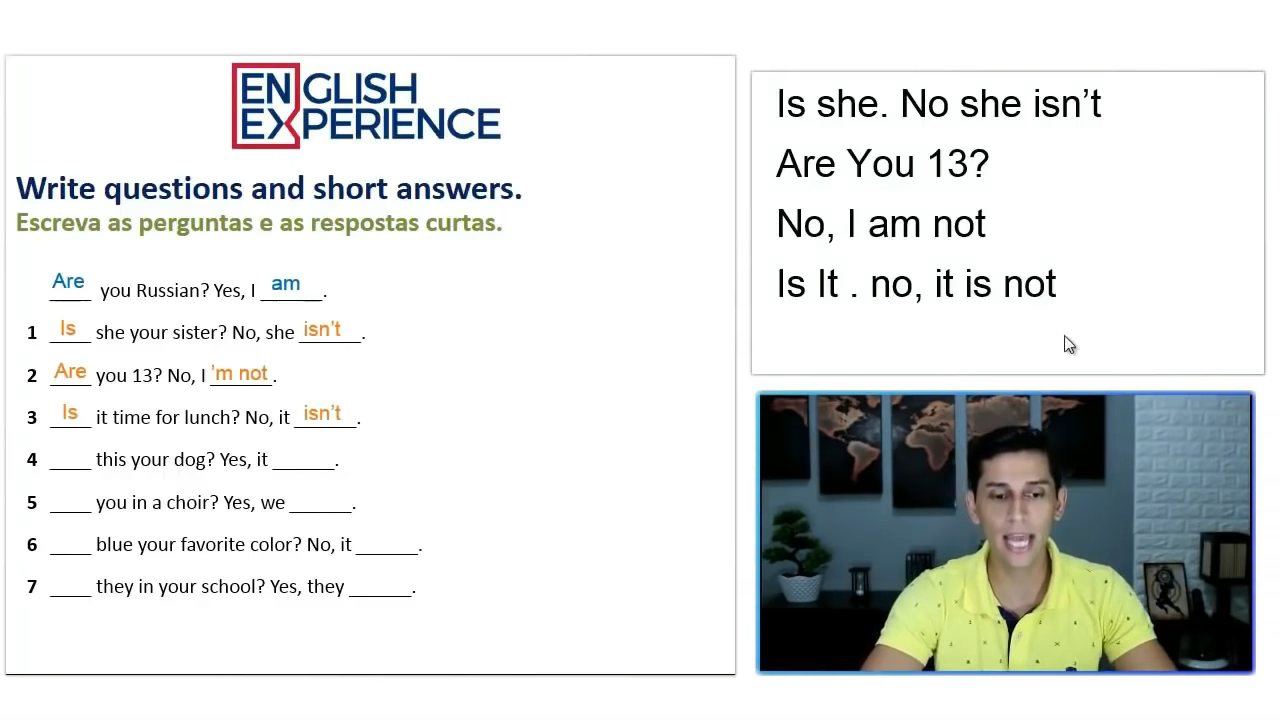 ENGLISH
EXPERIENCE
Write questions and short answers.
Escreva as perguntas e as respostas curtas.
Are you Russian? Yes, I am.
1 Is she your sister? No, she isn't.
2 Are you 13? No, I 'm not.
3 Is it time for lunch? No, it isn't.
4 ____ this your dog? Yes, it ______.
5 ____ you in a choir? Yes, we ______.
6 ____ blue your favorite color? No, it ______.
7 ____ they in your school? Yes, they ______.
Is she. No she isn’t
Are You 13?
No, I am not
Is It . no, it is not